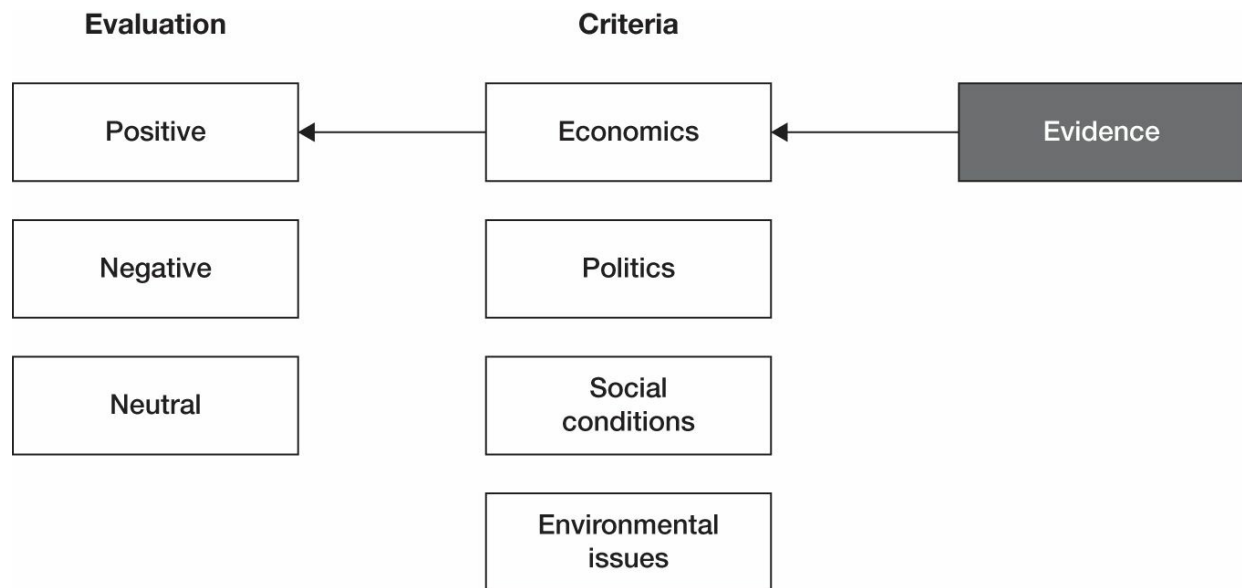 Evaluation
Criteria
Positive
Economics
Evidence
Negative
Politics
Neutral
Social
conditions
Environmental
issues